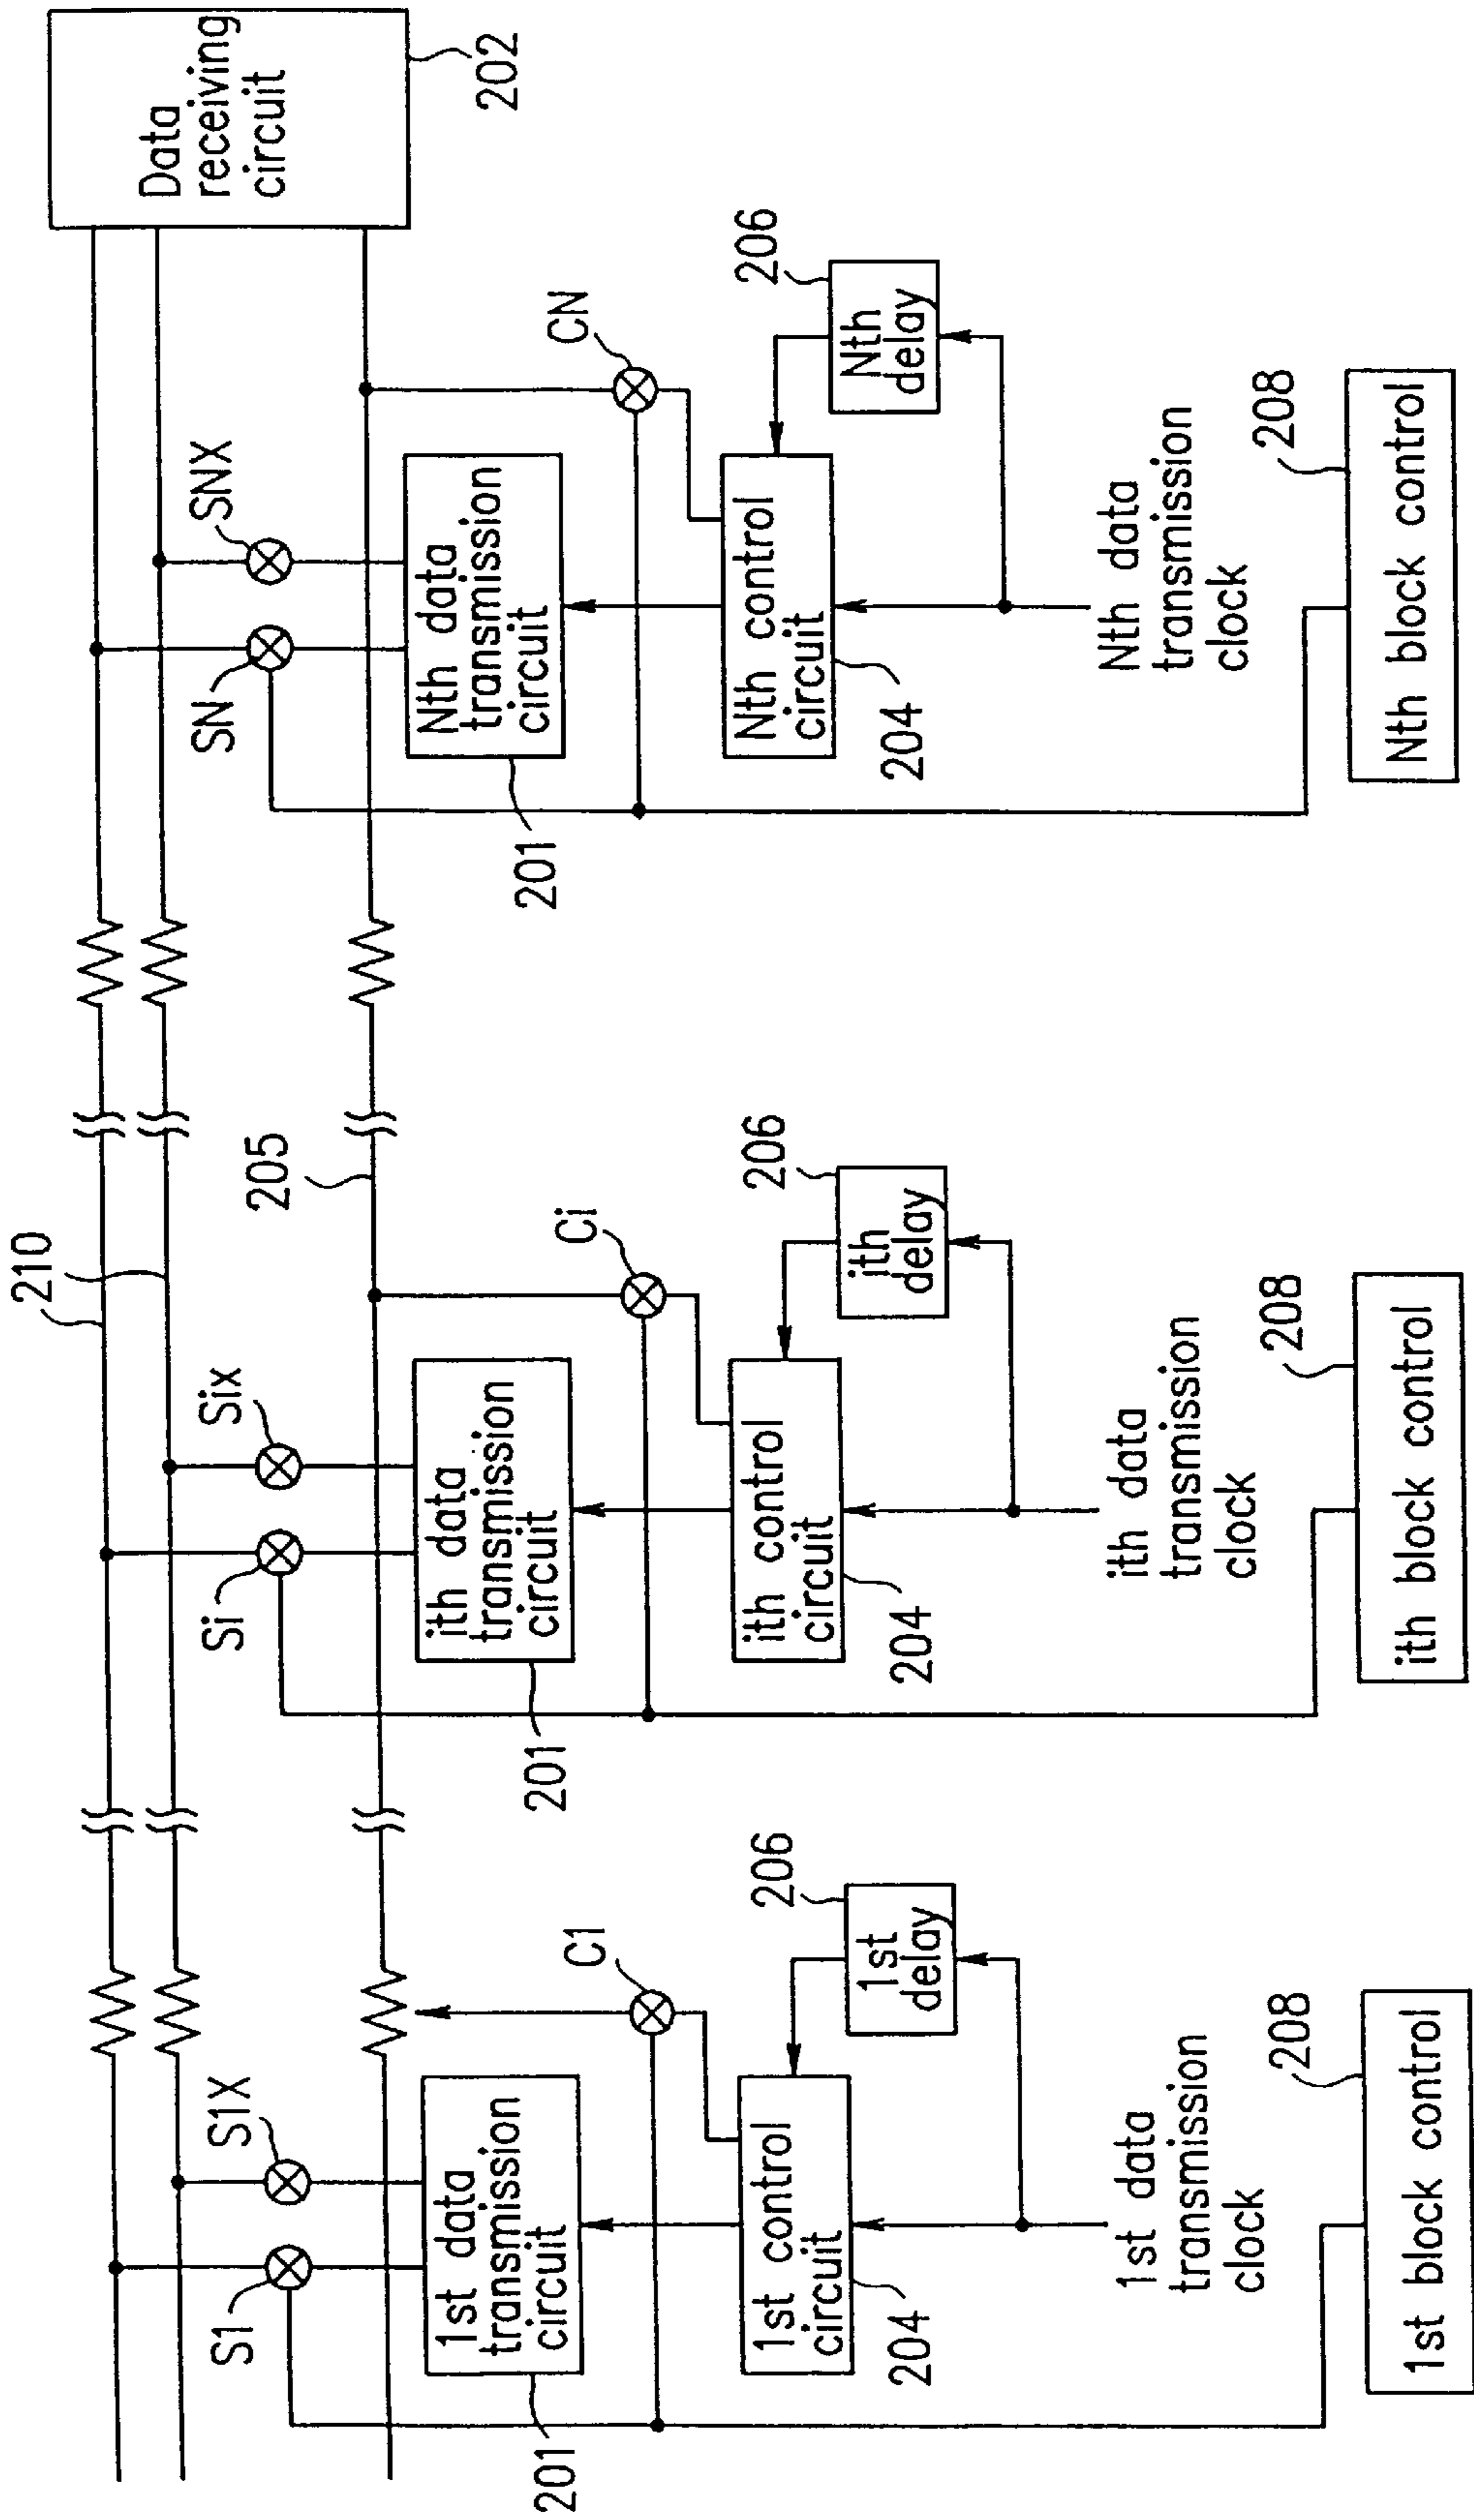 210
Data
receiving
circuit
202
205
S1
S1X
Si
Six
SN
SNX
1st data
transmission
circuit
201
C1
ith data
transmission
circuit
201
Ci
Nth data
transmission
circuit
201
CN
1st control
circuit
204
206
1st
delay
ith control
circuit
204
206
ith
delay
Nth control
circuit
204
206
Nth
delay
1st data
transmission
clock
ith data
transmission
clock
Nth data
transmission
clock
208
1st block control
208
ith block control
208
Nth block control